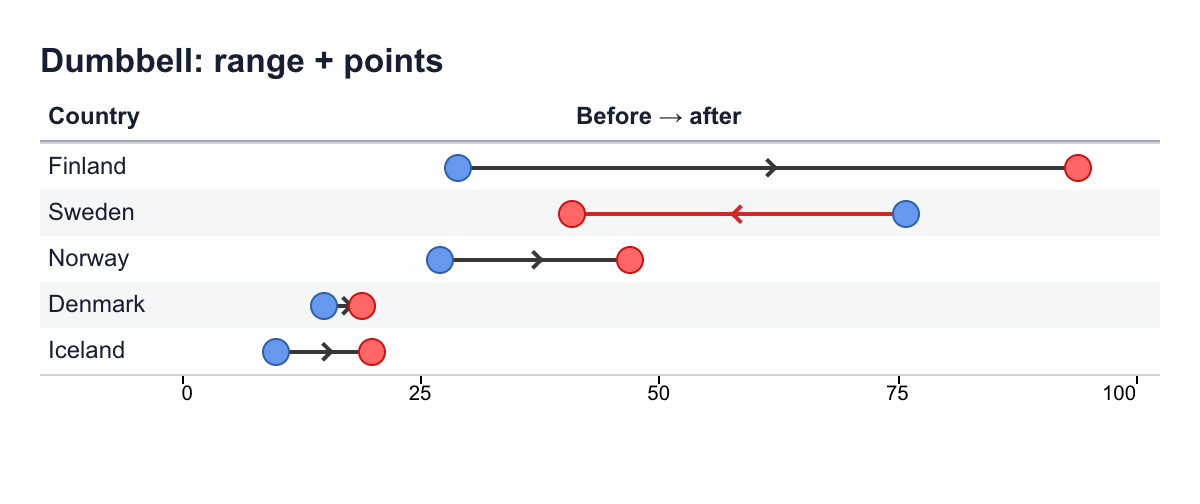 Dumbbell: range + points
Country Before → after
Finland
Sweden
Norway
Denmark
Iceland
0 25 50 75 100